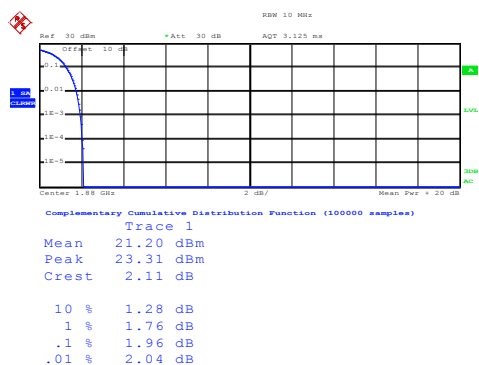 RBW 10 MHz
Ref 30 dBm *Att 30 dB AQT 3.125 ms
Offset 10 dB
0.1
A
0.01
1 SA
CLRWR
1E-3
LVL
1E-4
1E-5
3DB
AC
Center 1.88 GHz 2 dB/ Mean Pwr + 20 dB
Complementary Cumulative Distribution Function (100000 samples)
Trace 1
Mean 21.20 dBm
Peak 23.31 dBm
Crest 2.11 dB
10 % 1.28 dB
1 % 1.76 dB
.1 % 1.96 dB
.01 % 2.04 dB